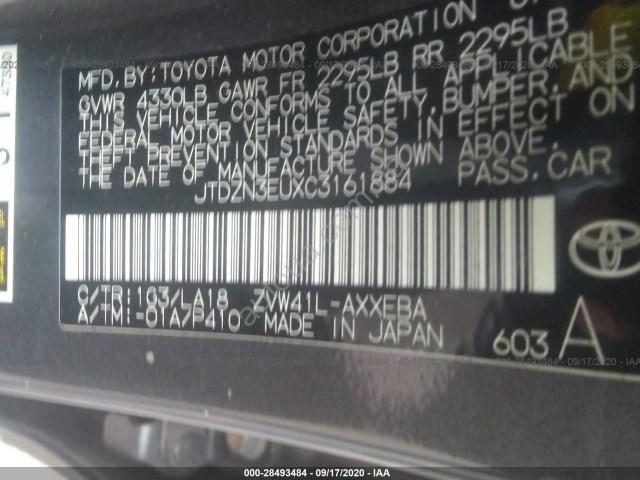 MFD. BY: TOYOTA MOTOR CORPORATION
GVWR 4330LB GAWR FR 2295LB RR 2295LB
THIS VEHICLE CONFORMS TO ALL APPLICABLE
FEDERAL MOTOR VEHICLE SAFETY, BUMPER, AND
THEFT PREVENTION STANDARDS IN EFFECT ON
THE DATE OF MANUFACTURE SHOWN ABOVE.
JTDZN3EUXC3161884 PASS. CAR
C/TR: 1G3/LA18 ZVW41L-AXXEBA
A/TM: -01A/P410 MADE IN JAPAN
603 A
000-28493484 - 09/17/2020 - IAA